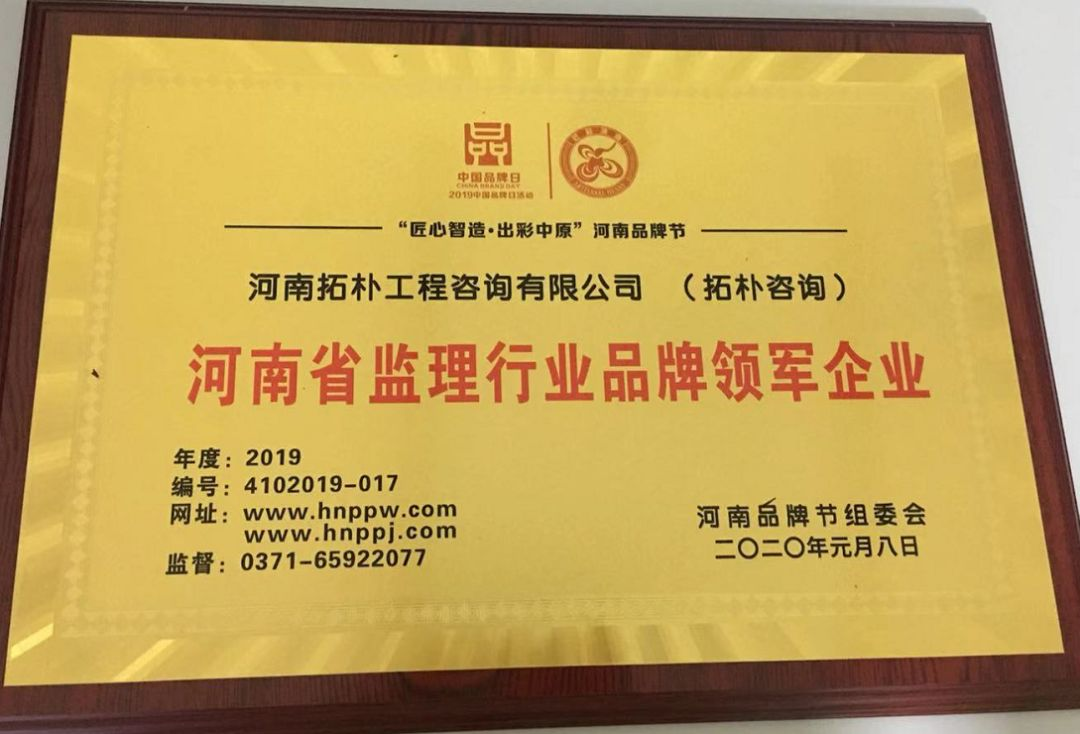 中国品牌日
CHINA BRAND DAY
2019中国品牌日活动
“匠心智造·出彩中原”河南品牌节
河南拓朴工程咨询有限公司 （拓朴咨询）
河南省监理行业品牌领军企业
年度：2019
编号：4102019-017
网址：www.hnppw.com
www.hnppj.com
监督：0371-65922077
河南品牌节组委会
二〇二〇年元月八日